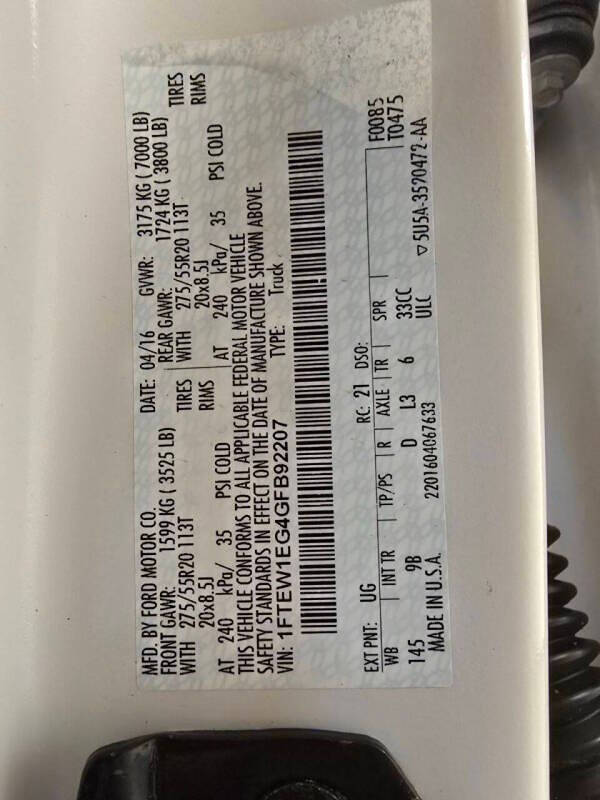 MFD. BY FORD MOTOR CO. DATE: 04/16 GVWR: 3175 KG ( 7000 LB)
FRONT GAWR: 1599 KG ( 3525 LB) REAR GAWR: 1724 KG ( 3800 LB)
WITH 275/55R20 113T TIRES WITH 275/55R20 113T TIRES
20x8.5J RIMS 20x8.5J RIMS
AT 240 kPa/ 35 PSI COLD AT 240 kPa/ 35 PSI COLD
THIS VEHICLE CONFORMS TO ALL APPLICABLE FEDERAL MOTOR VEHICLE
SAFETY STANDARDS IN EFFECT ON THE DATE OF MANUFACTURE SHOWN ABOVE.
VIN: 1FTEW1EG4GFB92207 TYPE: Truck
EXT PNT: UG RC: 21 DSO: F0085
WB | INT TR | TP/PS | R | AXLE | TR | SPR T0475
145 9B D L3 6 33CC
MADE IN U.S.A. 2201604067633 ULC ▽5U5A-3520472-AA